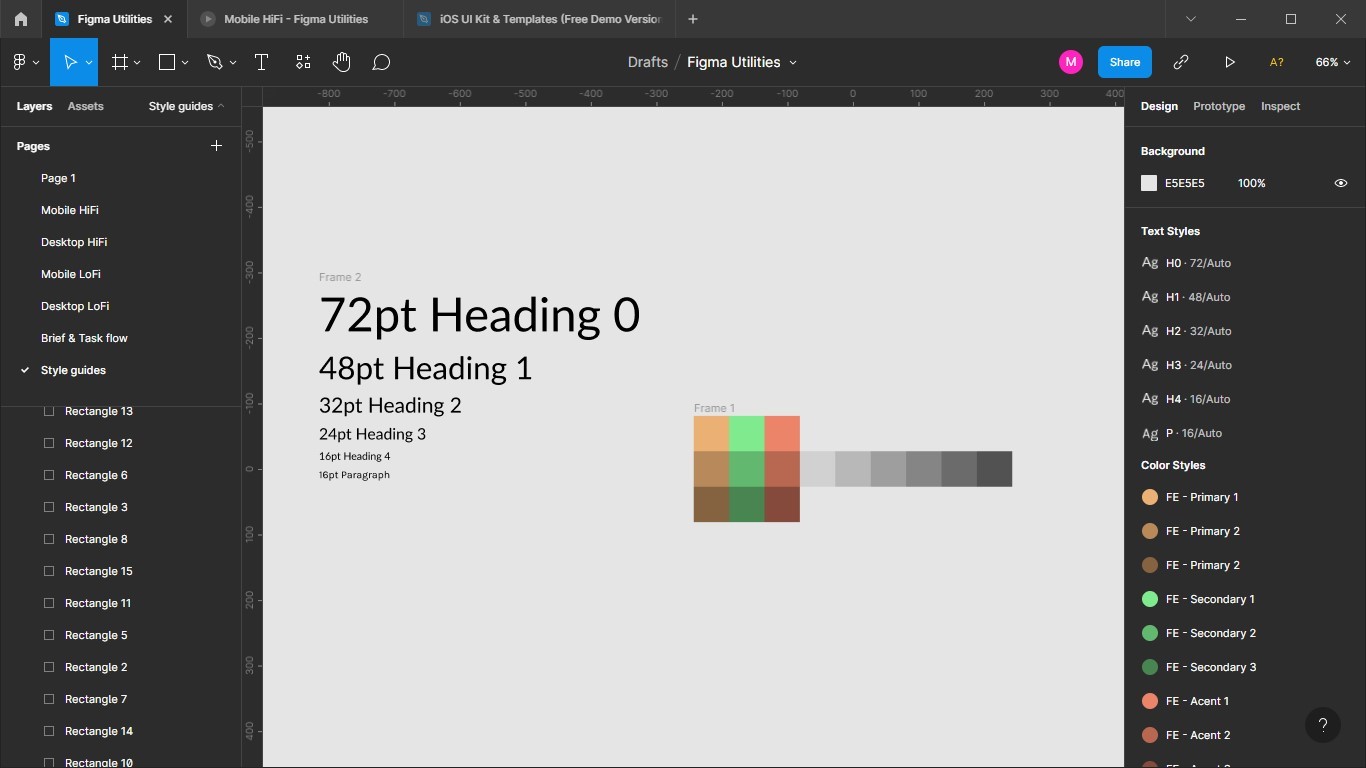 Figma Utilities
Mobile HiFi - Figma Utilities
iOS UI Kit & Templates (Free Demo Version
Drafts / Figma Utilities
M
Share
A?
66%
Layers
Assets
Style guides
Pages
Page 1
Mobile HiFi
Desktop HiFi
Mobile LoFi
Desktop LoFi
Brief & Task flow
Style guides
Rectangle 13
Rectangle 12
Rectangle 6
Rectangle 3
Rectangle 8
Rectangle 15
Rectangle 11
Rectangle 5
Rectangle 2
Rectangle 7
Rectangle 14
Rectangle 10
-800 -700 -600 -500 -400 -300 -200 -100 0 100 200 300 400
-500
-400
-300
-200
-100
0
100
200
300
400
Frame 2
72pt Heading 0
48pt Heading 1
32pt Heading 2
24pt Heading 3
16pt Heading 4
16pt Paragraph
Frame 1
Design
Prototype
Inspect
Background
E5E5E5 100%
Text Styles
Ag H0 · 72/Auto
Ag H1 · 48/Auto
Ag H2 · 32/Auto
Ag H3 · 24/Auto
Ag H4 · 16/Auto
Ag P · 16/Auto
Color Styles
FE - Primary 1
FE - Primary 2
FE - Primary 2
FE - Secondary 1
FE - Secondary 2
FE - Secondary 3
FE - Acent 1
FE - Acent 2
?